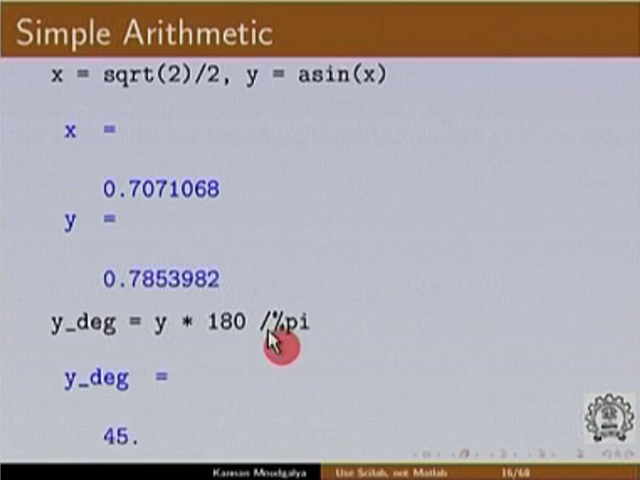 Simple Arithmetic
x = sqrt(2)/2, y = asin(x)
x =
0.7071068
y =
0.7853982
y_deg = y * 180 /%pi
y_deg =
45.
Kannan Moudgalya Use Scilab, not Matlab 16/68